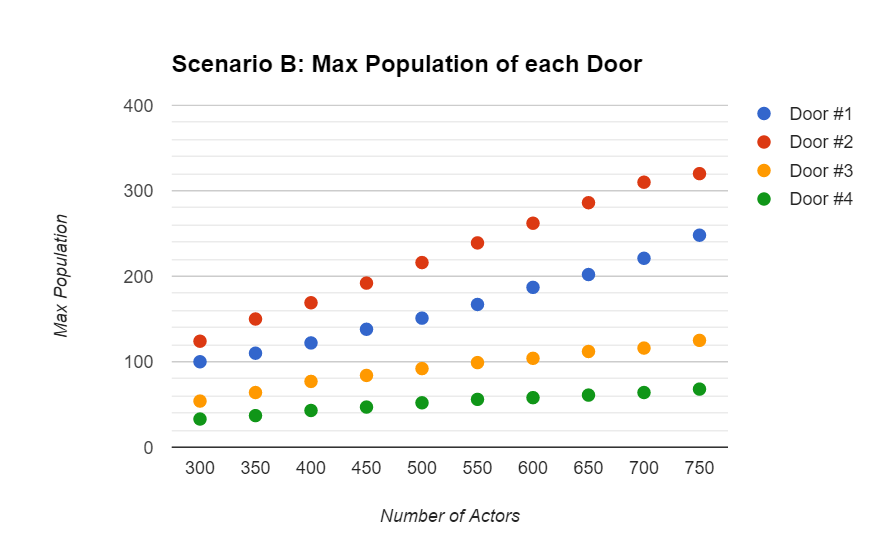 Scenario B: Max Population of each Door
400
300
200
100
0
Max Population
300 350 400 450 500 550 600 650 700 750
Number of Actors
Door #1
Door #2
Door #3
Door #4